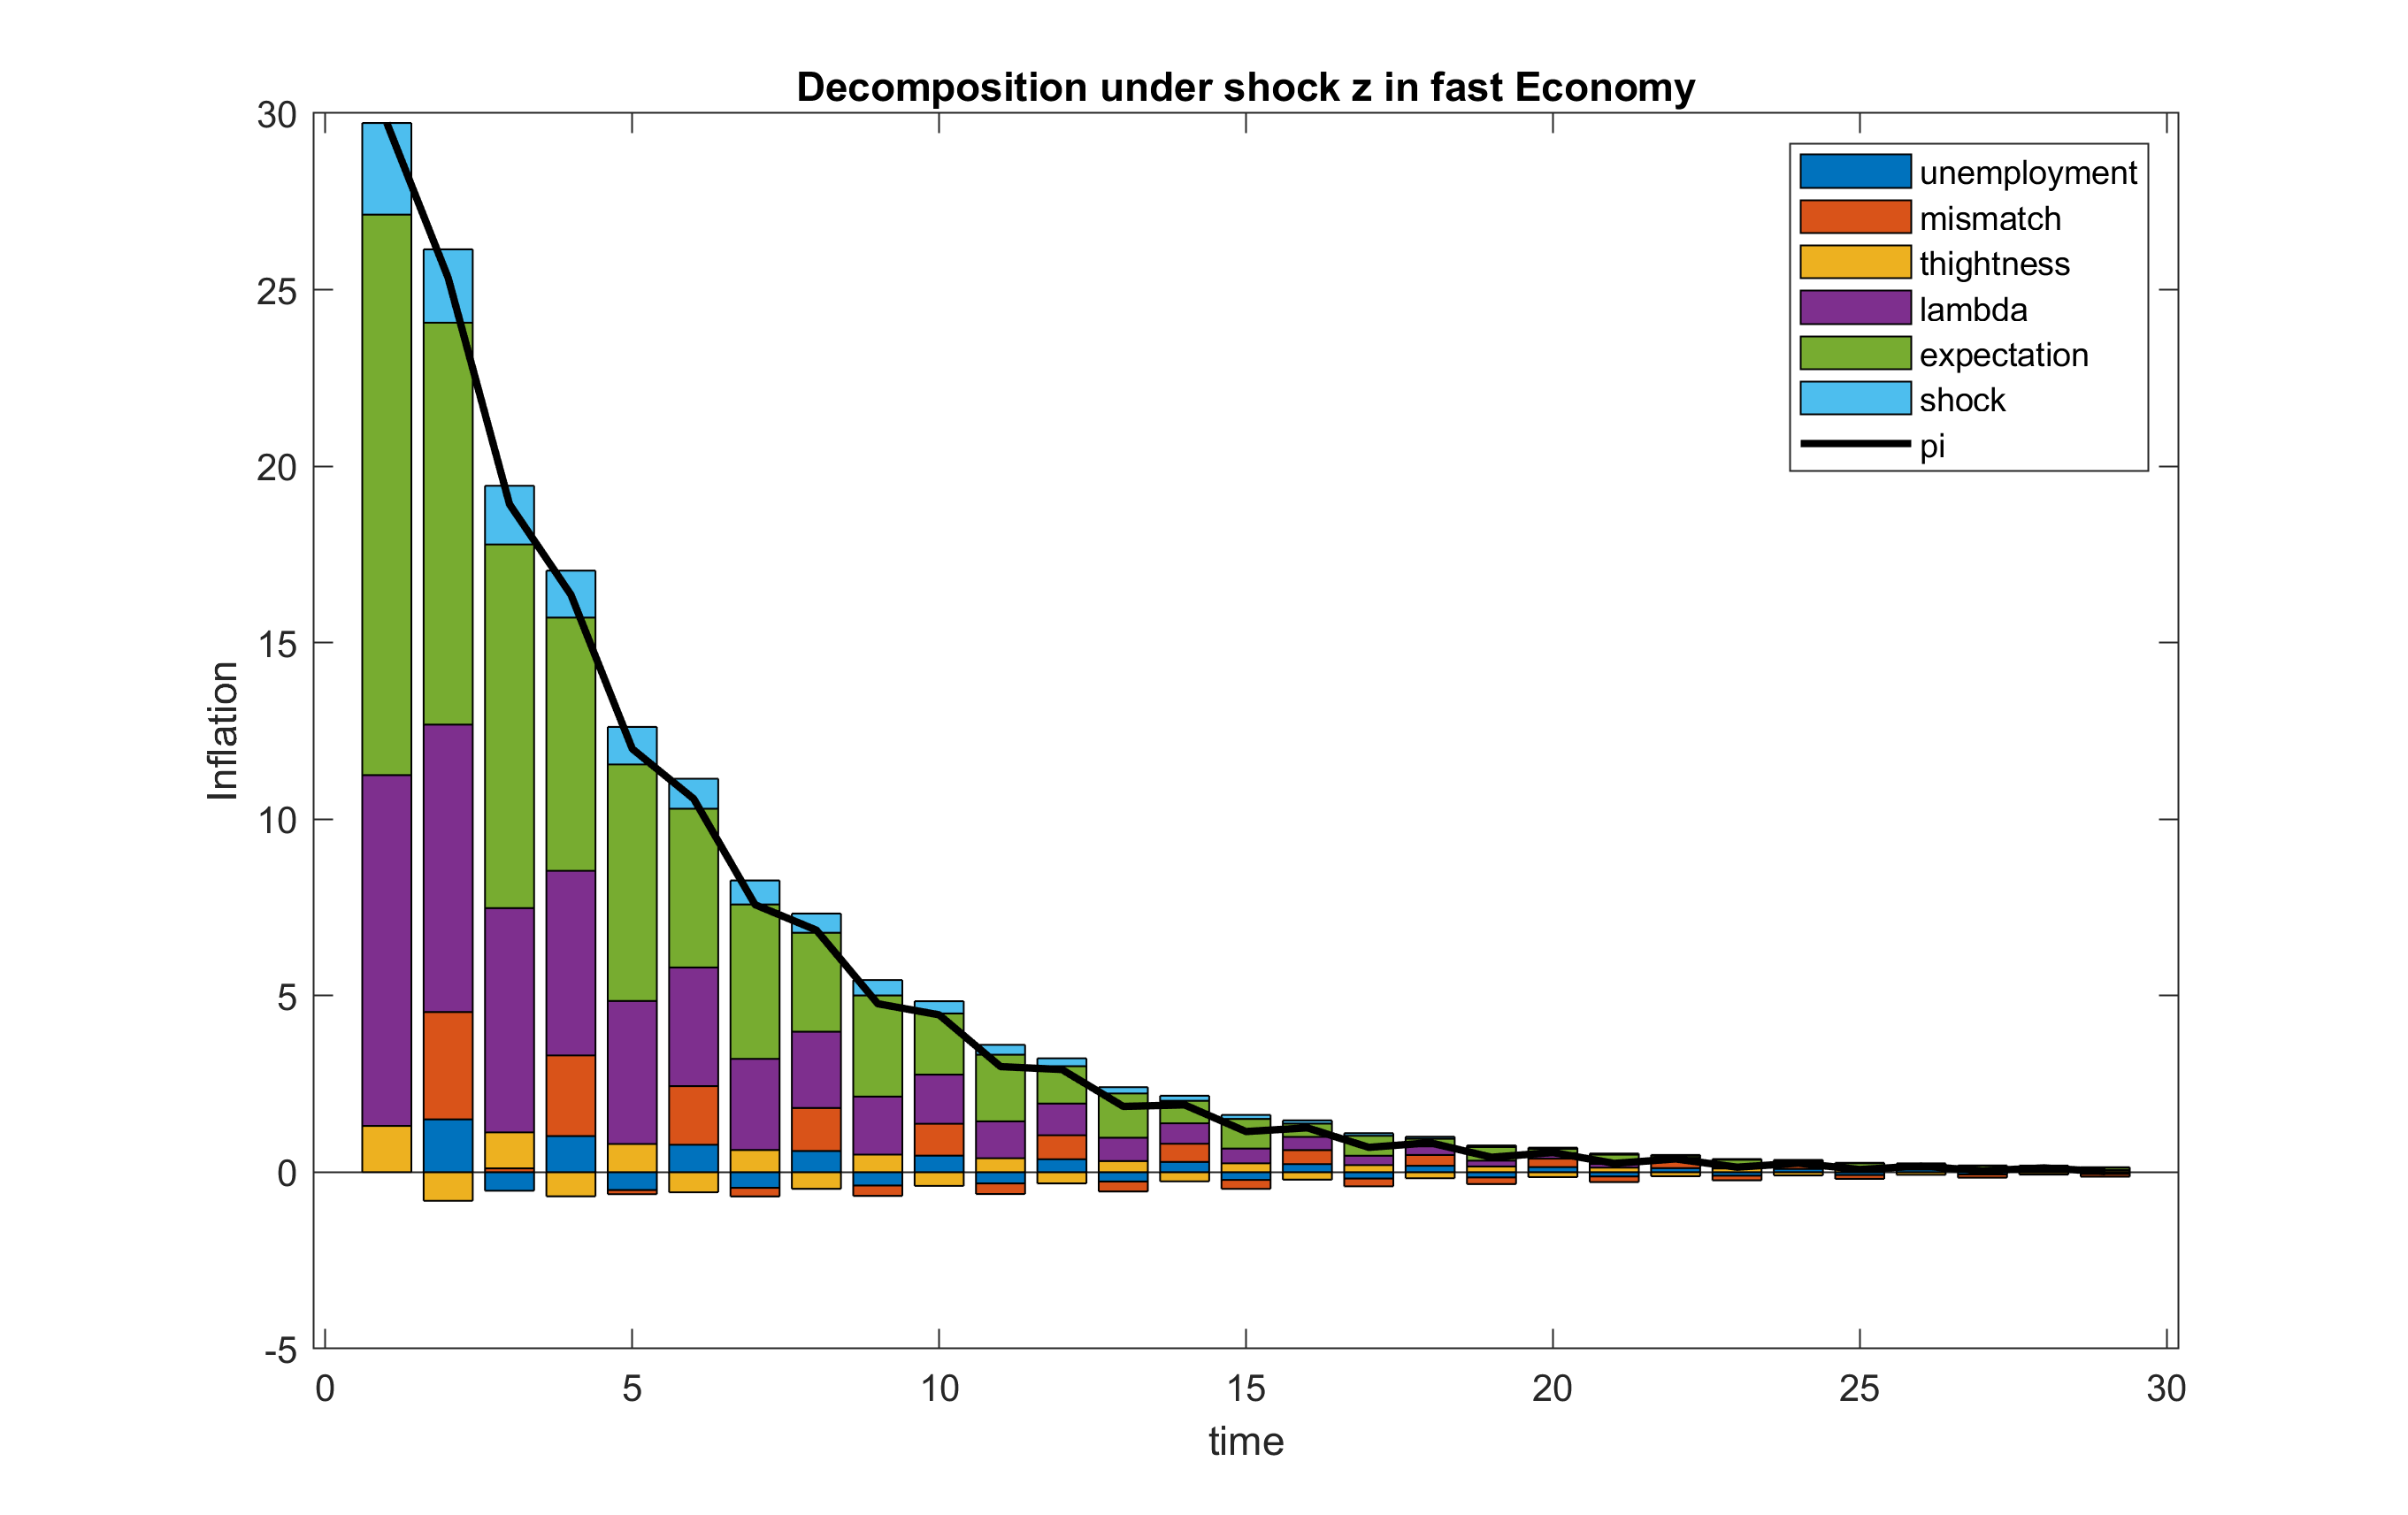 Decomposition under shock z in fast Economy
30
25
20
15
10
5
0
-5
Inflation
unemployment
mismatch
thightness
lambda
expectation
shock
pi
0 5 10 15 20 25 30
time